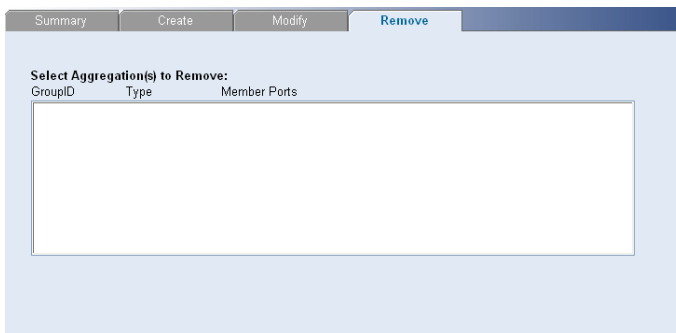 Summary Create Modify Remove
Select Aggregation(s) to Remove:
GroupID Type Member Ports